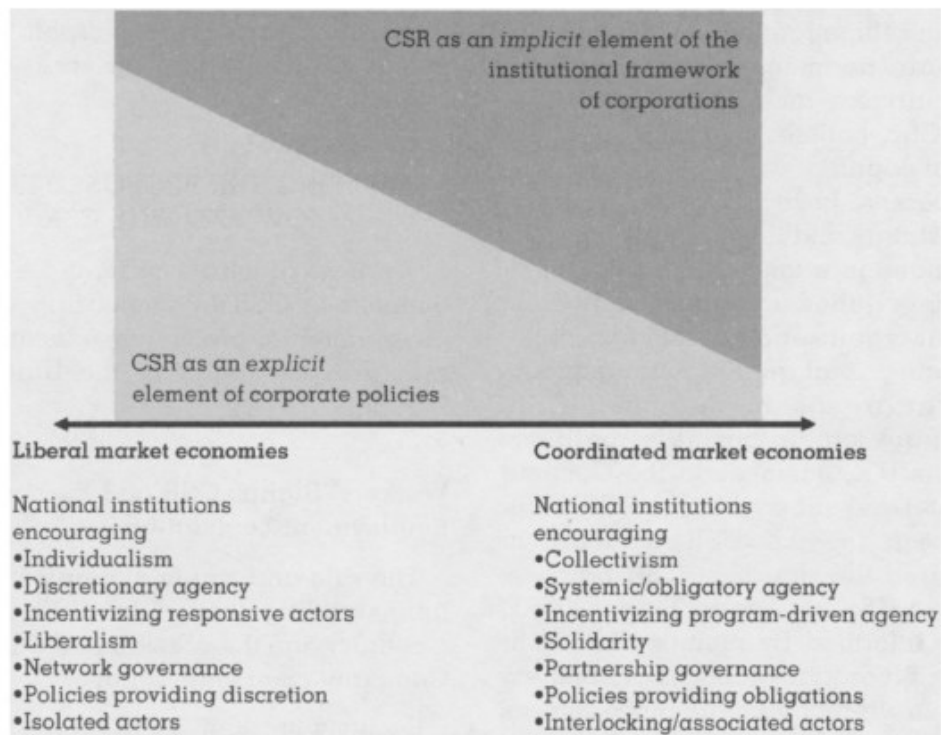 CSR as an implicit element of the
institutional framework
of corporations
CSR as an explicit
element of corporate policies
Liberal market economies
National institutions
encouraging
•Individualism
•Discretionary agency
•Incentivizing responsive actors
•Liberalism
•Network governance
•Policies providing discretion
•Isolated actors
Coordinated market economies
National institutions
encouraging
•Collectivism
•Systemic/obligatory agency
•Incentivizing program-driven agency
•Solidarity
•Partnership governance
•Policies providing obligations
•Interlocking/associated actors